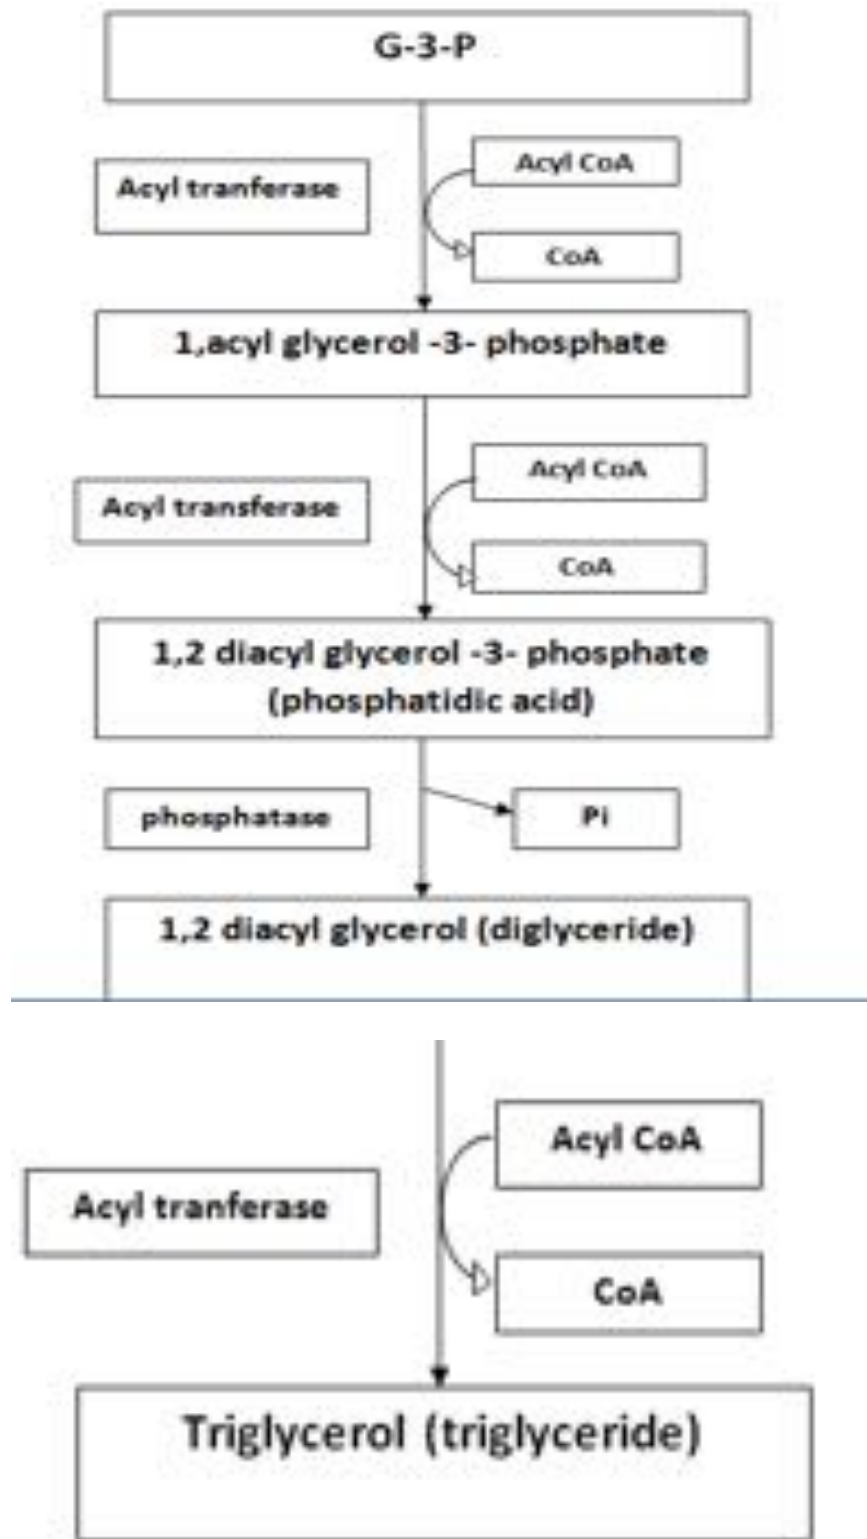 G-3-P
Acyl CoA
Acyl tranferase
CoA
1,acyl glycerol -3- phosphate
Acyl CoA
Acyl transferase
CoA
1,2 diacyl glycerol -3- phosphate
(phosphatidic acid)
phosphatase
Pi
1,2 diacyl glycerol (diglyceride)
Acyl CoA
Acyl tranferase
CoA
Triglycerol (triglyceride)